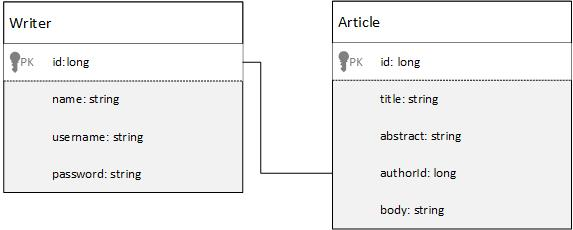 Writer
PK id:long
name: string
username: string
password: string
Article
PK id: long
title: string
abstract: string
authorId: long
body: string